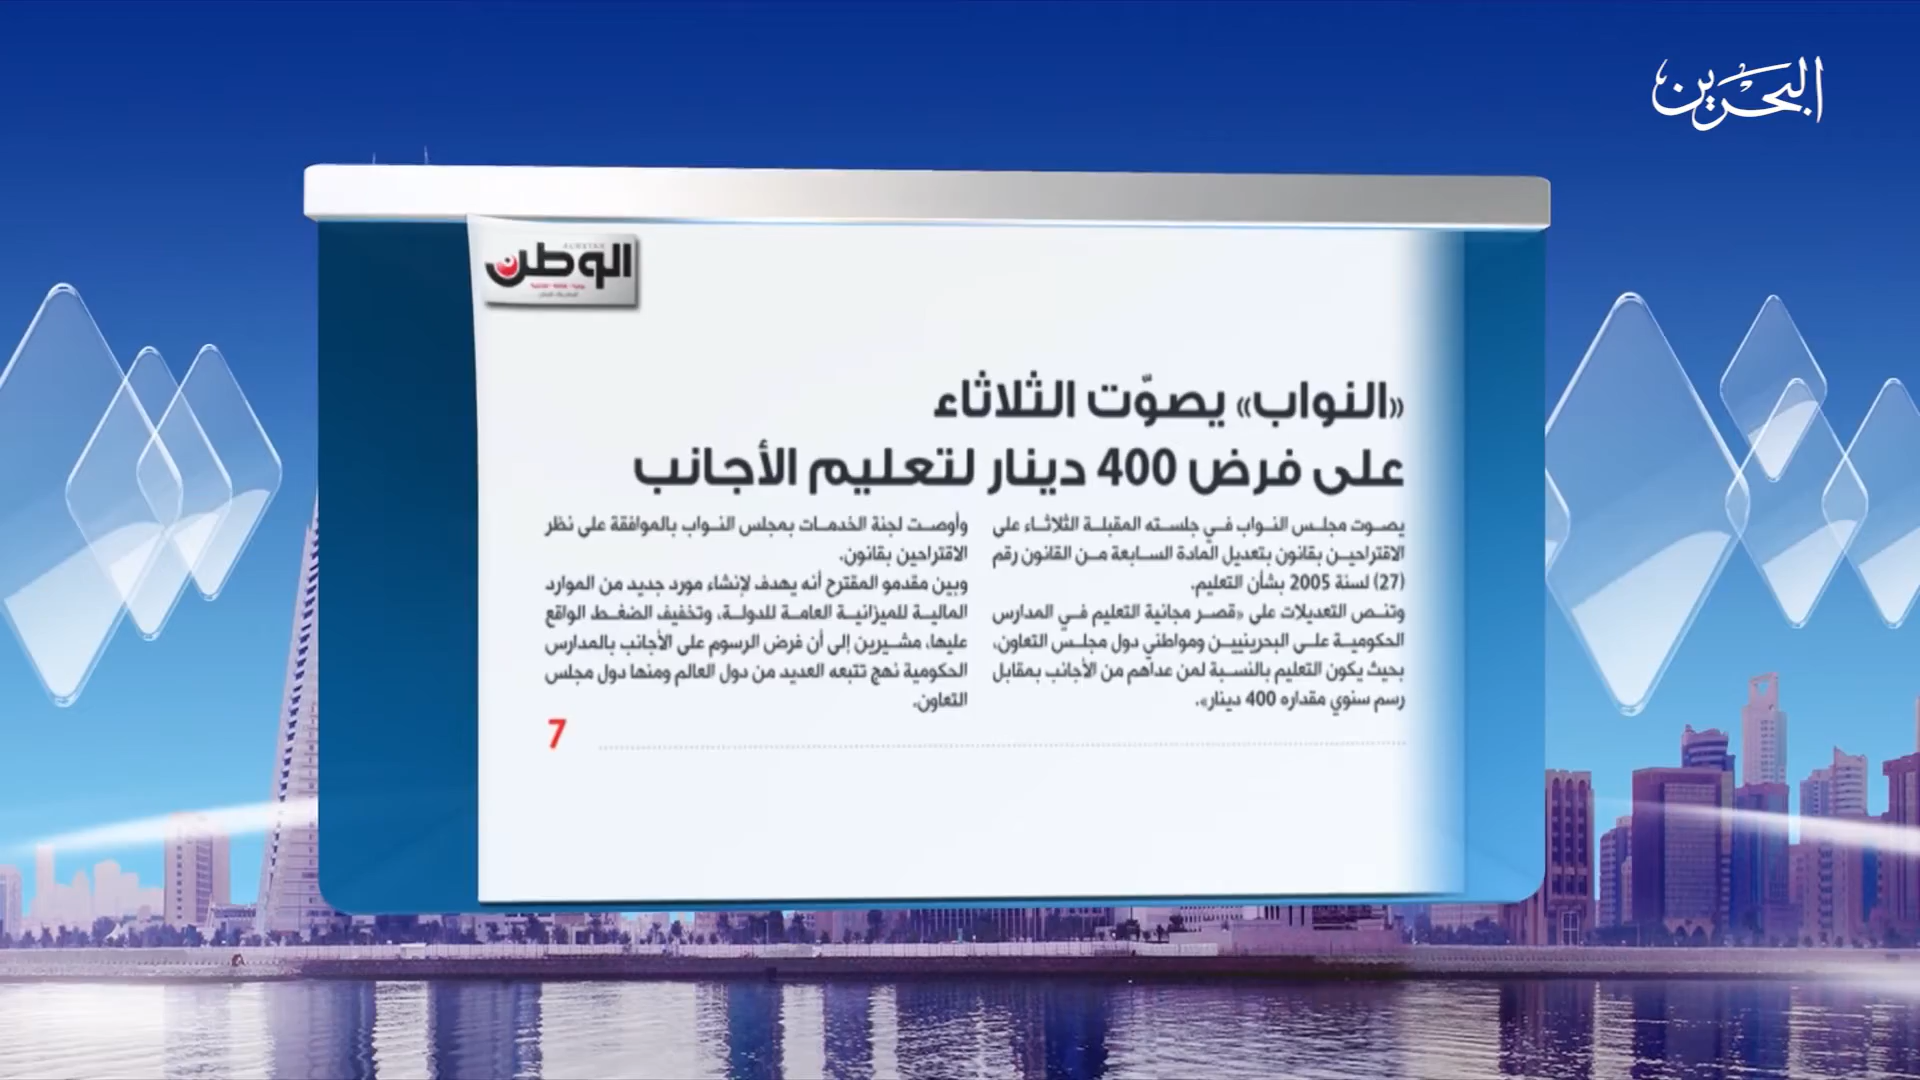 البحرين
الوطن
«النواب» يصوّت الثلاثاء
على فرض 400 دينار لتعليم الأجانب
يصوت مجلس النواب في جلسته المقبلة الثلاثاء على
الاقتراحين بقانون بتعديل المادة السابعة من القانون رقم
(27) لسنة 2005 بشأن التعليم.
وتنص التعديلات على «قصر مجانية التعليم في المدارس
الحكومية على البحرينيين ومواطني دول مجلس التعاون،
بحيث يكون التعليم بالنسبة لمن عداهم من الأجانب بمقابل
رسم سنوي مقداره 400 دينار».
وأوصت لجنة الخدمات بمجلس النواب بالموافقة على نظر
الاقتراحين بقانون.
وبين مقدمو المقترح أنه يهدف لإنشاء مورد جديد من الموارد
المالية للميزانية العامة للدولة، وتخفيف الضغط الواقع
عليها، مشيرين إلى أن فرض الرسوم على الأجانب بالمدارس
الحكومية نهج تتبعه العديد من دول العالم ومنها دول مجلس
التعاون.
7